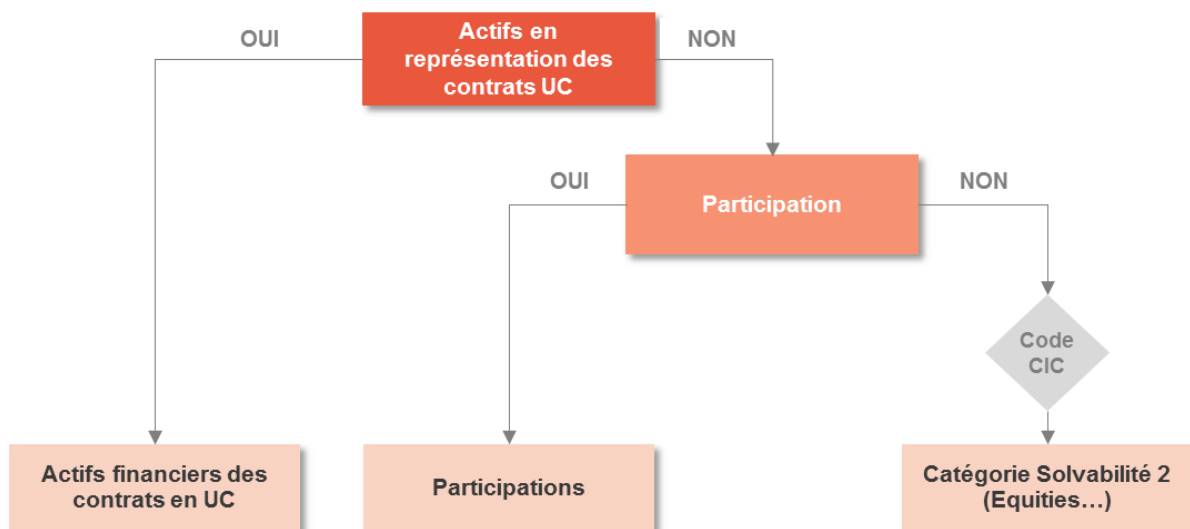 OUI
Actifs en
représentation des
contrats UC
NON
OUI
Participation
NON
Code
CIC
Actifs financiers des
contrats en UC
Participations
Catégorie Solvabilité 2
(Equities…)